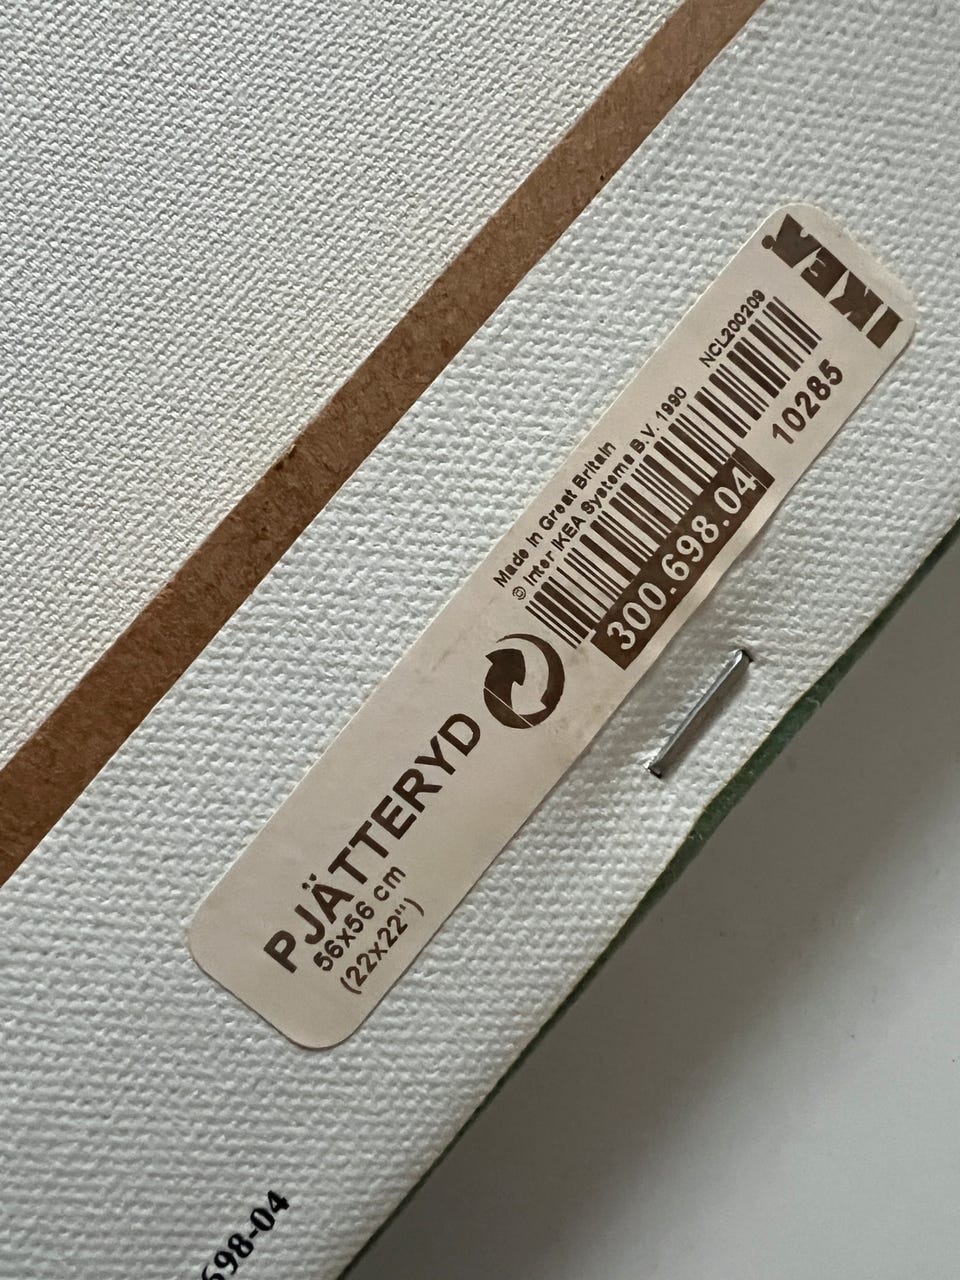 PJÄTTERYD
56x56 cm
(22x22")
Made in Great Britain
© Inter IKEA Systems B.V. 1990
NCL200209
300.698.04
10285
IKEA
698-04